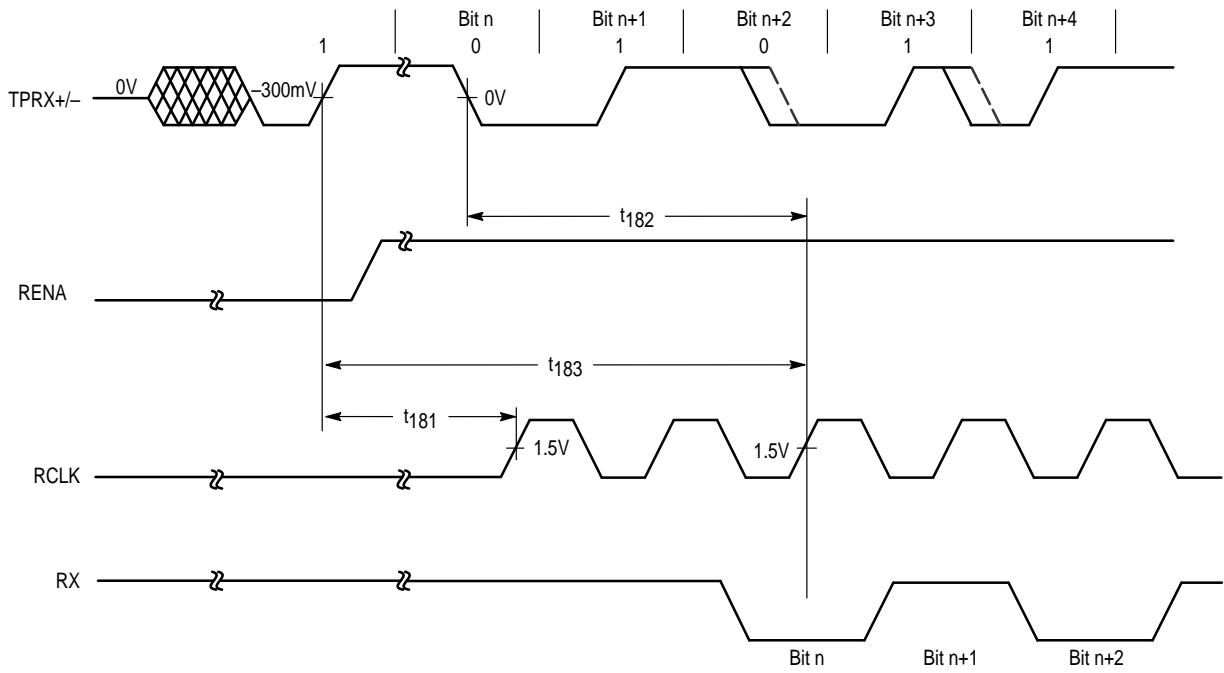 Bit n Bit n+1 Bit n+2 Bit n+3 Bit n+4
1 0 1 0 1 1
TPRX+/– 0V –300mV 0V
t182
RENA
t183
t181
RCLK 1.5V 1.5V
RX
Bit n Bit n+1 Bit n+2